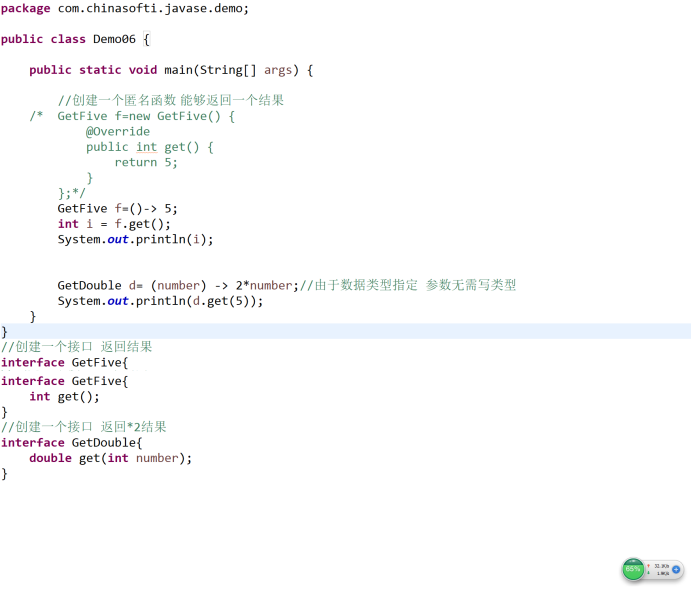 package com.chinasofti.javase.demo;
public class Demo06 {
public static void main(String[] args) {
//创建一个匿名函数 能够返回一个结果
/* GetFive f=new GetFive() {
@Override
public int get() {
return 5;
}
};*/
GetFive f=()-> 5;
int i = f.get();
System.out.println(i);
GetDouble d= (number) -> 2*number;//由于数据类型指定 参数无需写类型
System.out.println(d.get(5));
}
}
//创建一个接口 返回结果
interface GetFive{
interface GetFive{
int get();
}
//创建一个接口 返回*2结果
interface GetDouble{
double get(int number);
}
65%